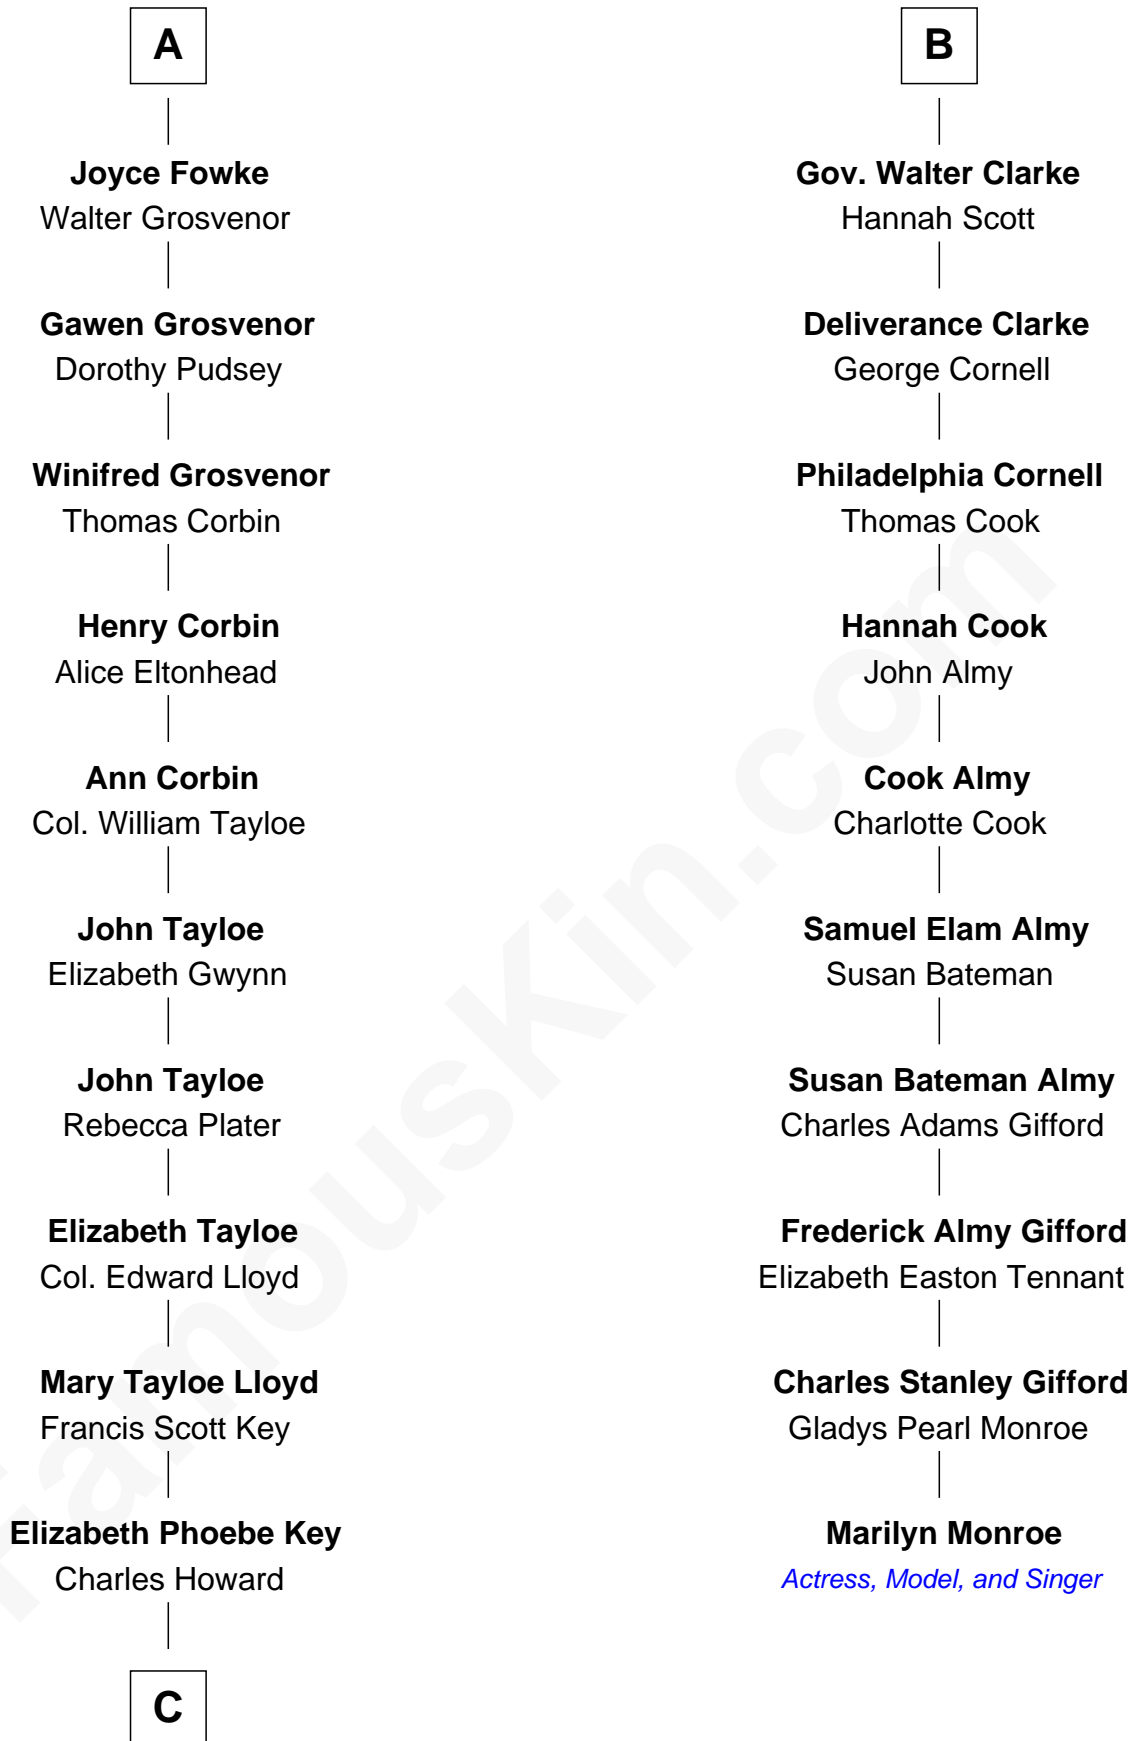 A
Joyce Fowke
Walter Grosvenor
Gawen Grosvenor
Dorothy Pudsey
Winifred Grosvenor
Thomas Corbin
Henry Corbin
Alice Eltonhead
Ann Corbin
Col. William Tayloe
John Tayloe
Elizabeth Gwynn
John Tayloe
Rebecca Plater
Elizabeth Tayloe
Col. Edward Lloyd
Mary Tayloe Lloyd
Francis Scott Key
Elizabeth Phoebe Key
Charles Howard
C
B
Gov. Walter Clarke
Hannah Scott
Deliverance Clarke
George Cornell
Philadelphia Cornell
Thomas Cook
Hannah Cook
John Almy
Cook Almy
Charlotte Cook
Samuel Elam Almy
Susan Bateman
Susan Bateman Almy
Charles Adams Gifford
Frederick Almy Gifford
Elizabeth Easton Tennant
Charles Stanley Gifford
Gladys Pearl Monroe
Marilyn Monroe
Actress, Model, and Singer
FamousKin.com